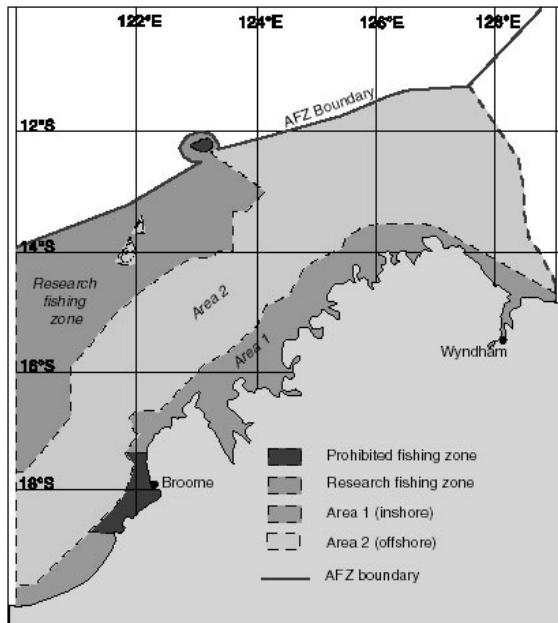 122°E 124°E 126°E 128°E
AFZ Boundary
12°S
14°S
Research
fishing
zone
Area 2
Area 1
Wyndham
16°S
Prohibited fishing zone
18°S
Broome
Research fishing zone
Area 1 (inshore)
Area 2 (offshore)
AFZ boundary